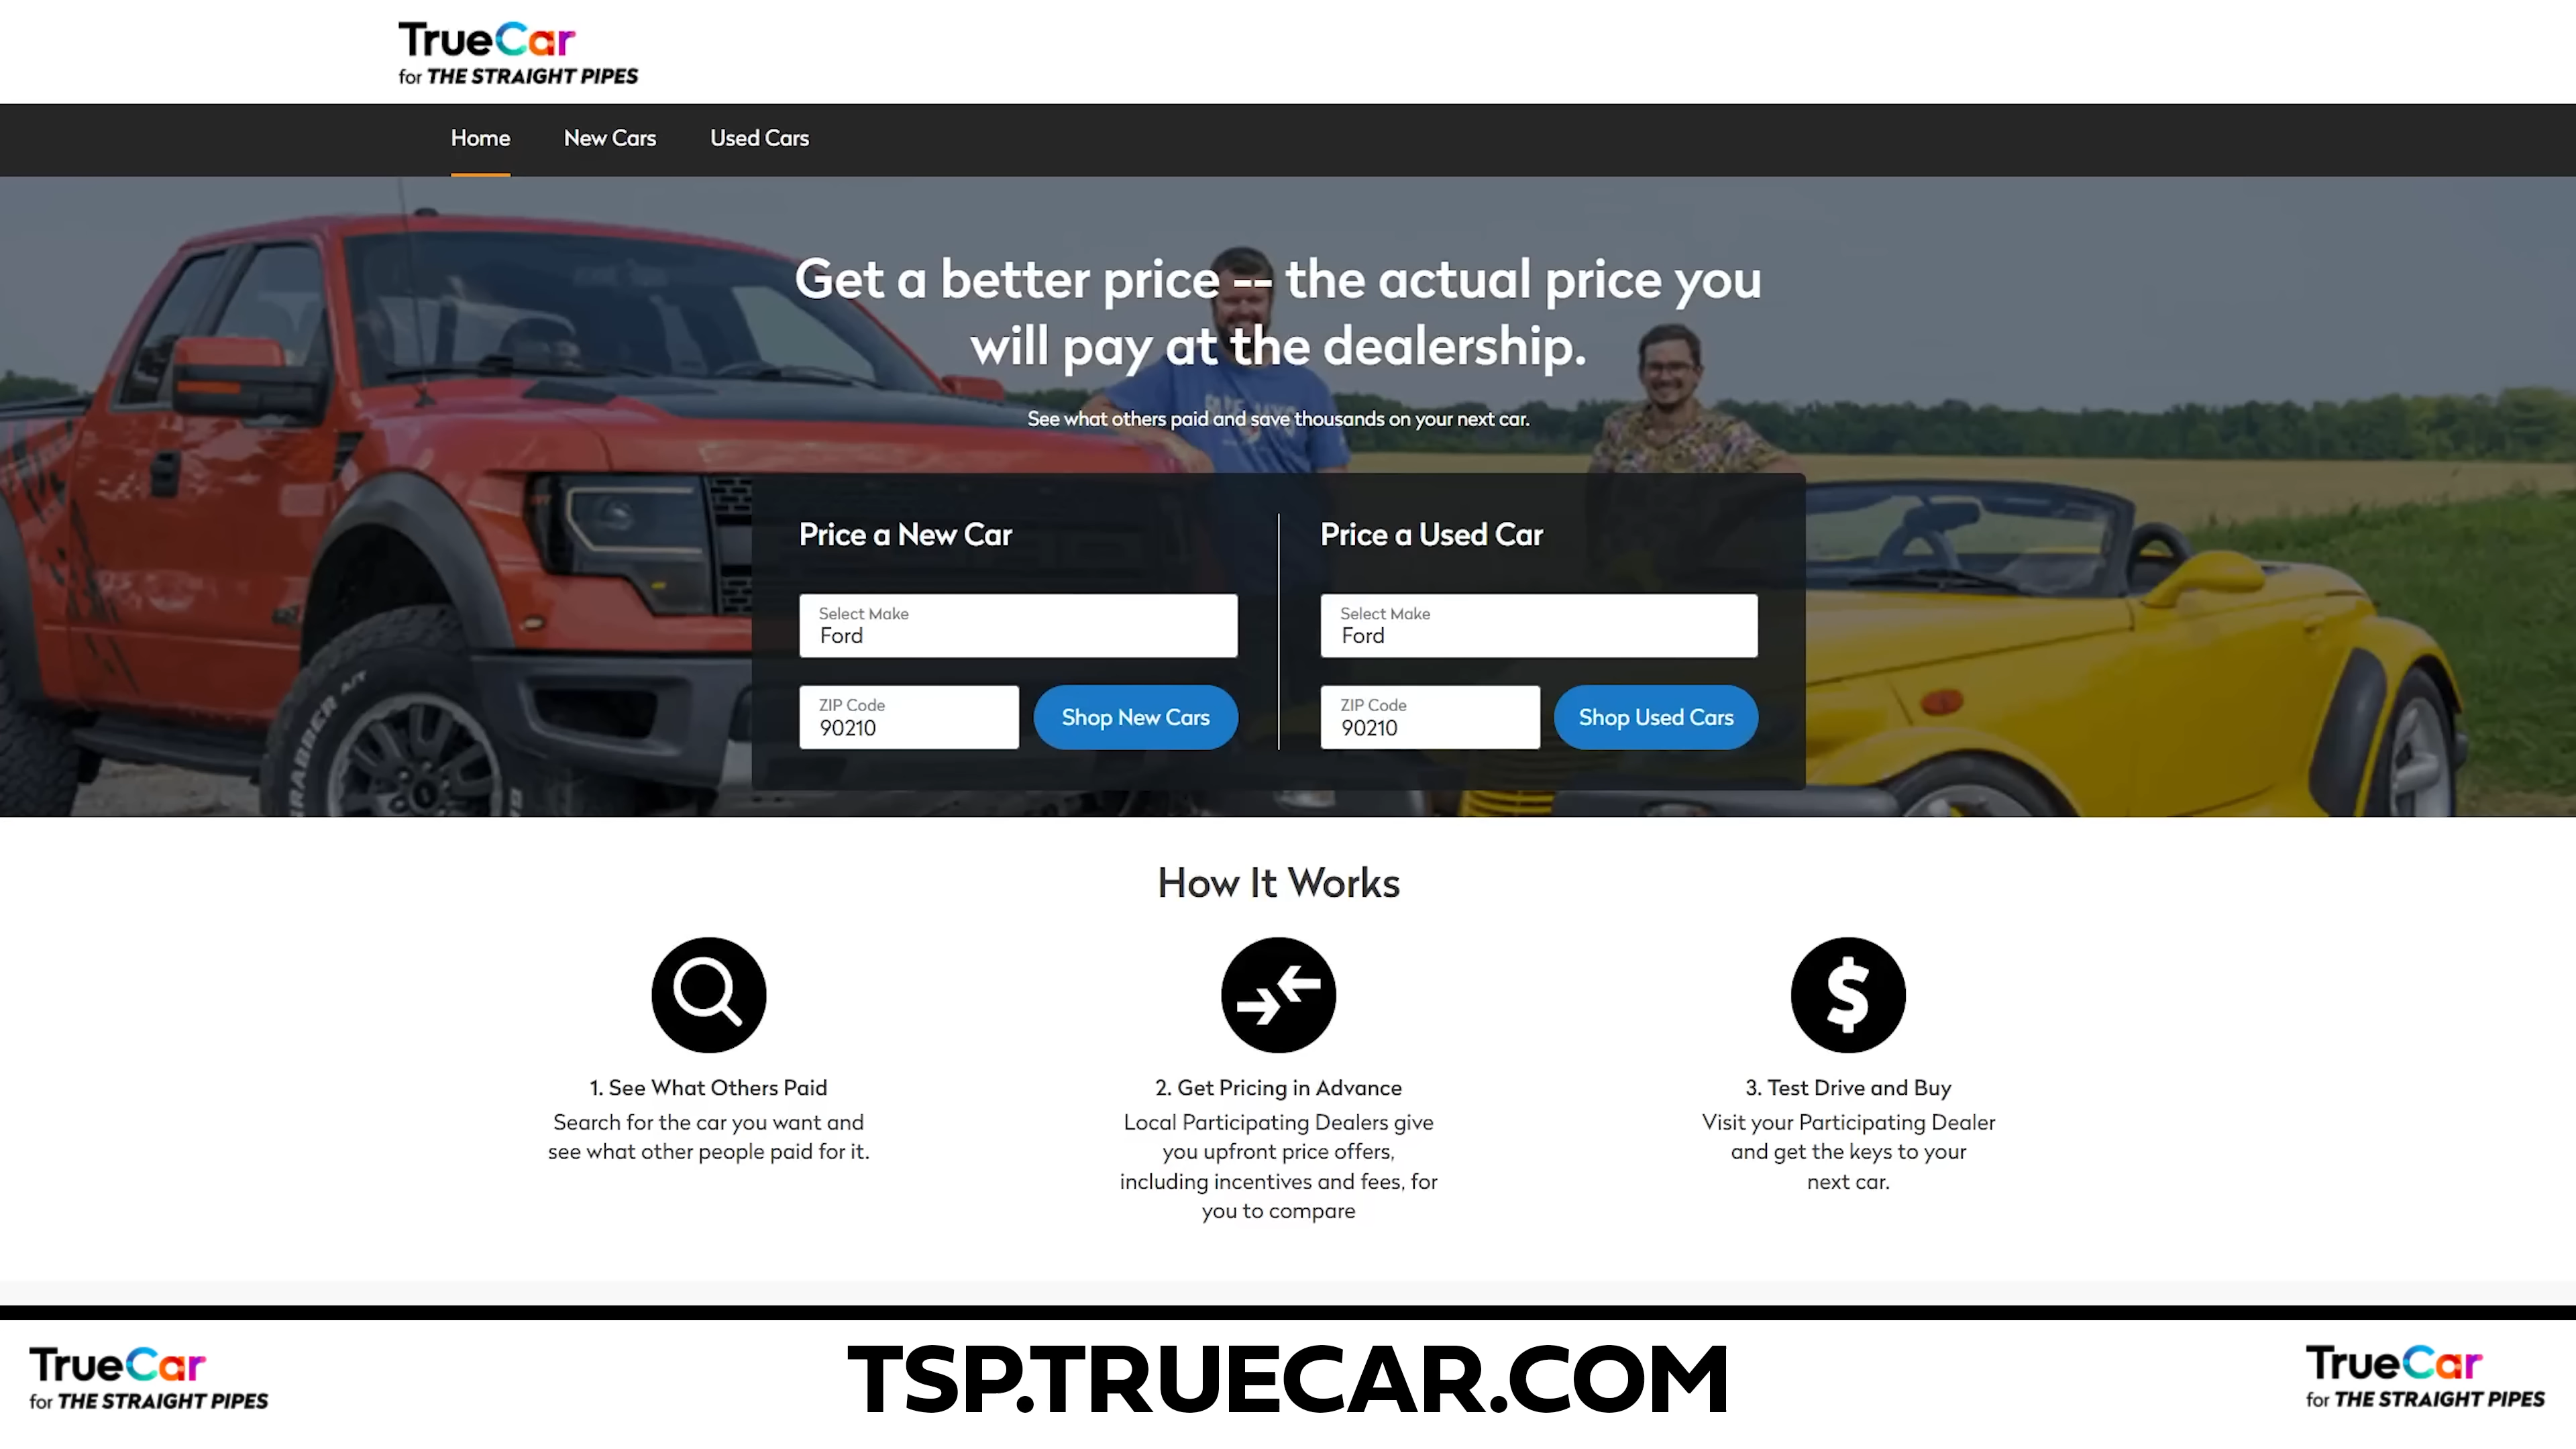 TrueCar
for THE STRAIGHT PIPES
Home
New Cars
Used Cars
Get a better price -- the actual price you
will pay at the dealership.
See what others paid and save thousands on your next car.
Price a New Car
Select Make
Ford
ZIP Code
90210
Shop New Cars
Price a Used Car
Select Make
Ford
ZIP Code
90210
Shop Used Cars
How It Works
1. See What Others Paid
Search for the car you want and
see what other people paid for it.
2. Get Pricing in Advance
Local Participating Dealers give
you upfront price offers,
including incentives and fees, for
you to compare
3. Test Drive and Buy
Visit your Participating Dealer
and get the keys to your
next car.
TrueCar
for THE STRAIGHT PIPES
TSP.TRUECAR.COM
TrueCar
for THE STRAIGHT PIPES